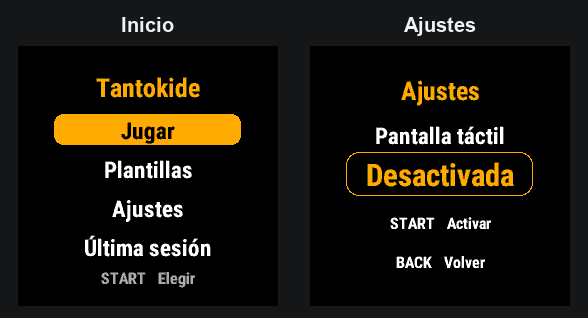 Inicio
Tantokide
Jugar
Plantillas
Ajustes
Última sesión
START Elegir
Ajustes
Ajustes
Pantalla táctil
Desactivada
START Activar
BACK Volver